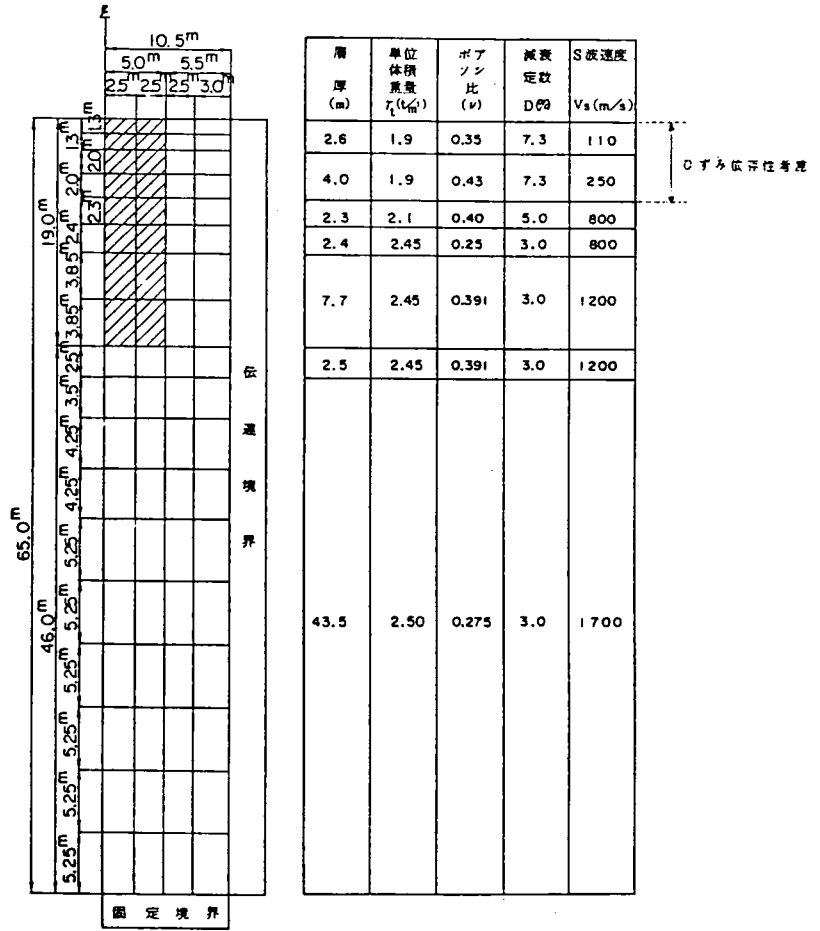 10.5m
5.0m 5.5m
2.5m 2.5m 2.5m 3.0m
1.3m
1.3m
2.0m
2.0m
2.3m
2.4m
3.85m
3.85m
2.5m
3.5m
4.25m
4.25m
5.25m
5.25m
5.25m
5.25m
5.25m
5.25m
19.0m
46.0m
65.0m
伝
達
境
界
固定境界
層厚(m) 単位体積重量γt(t/m³) ポアソン比(ν) 減衰定数D(%) S波速度Vs(m/s)
2.6 1.9 0.35 7.3 110
4.0 1.9 0.43 7.3 250
2.3 2.1 0.40 5.0 800
2.4 2.45 0.25 3.0 800
7.7 2.45 0.391 3.0 1200
2.5 2.45 0.391 3.0 1200
43.5 2.50 0.275 3.0 1700
ひずみ依存性考慮